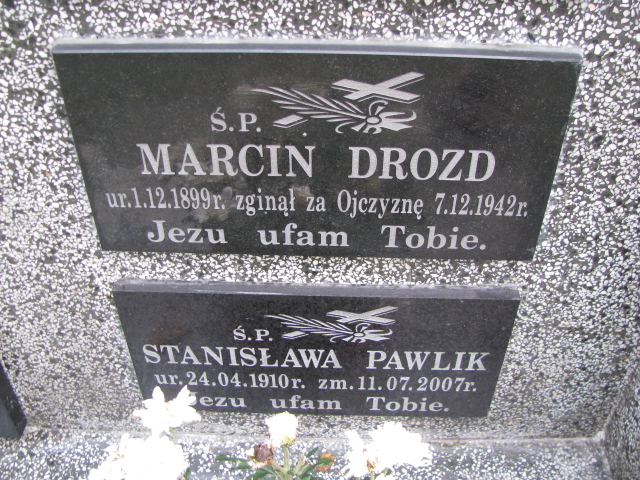 Ś.P.
MARCIN DROZD
ur.1.12.1899r. zginął za Ojczyznę 7.12.1942r.
Jezu ufam Tobie.
Ś.P.
STANISŁAWA PAWLIK
ur.24.04.1910r. zm.11.07.2007r.
Jezu ufam Tobie.